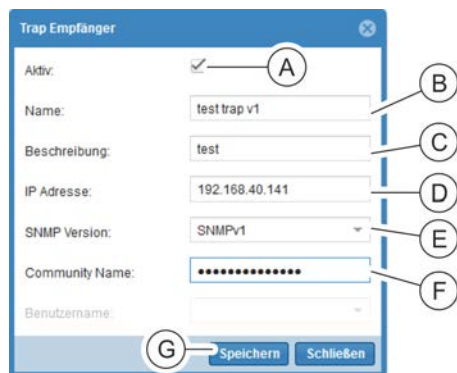 Trap Empfänger
Aktiv: A
Name: test trap v1 B
Beschreibung: test C
IP Adresse: 192.168.40.141 D
SNMP Version: SNMPv1 E
Community Name: •••••••••••••• F
Benutzername:
G Speichern Schließen